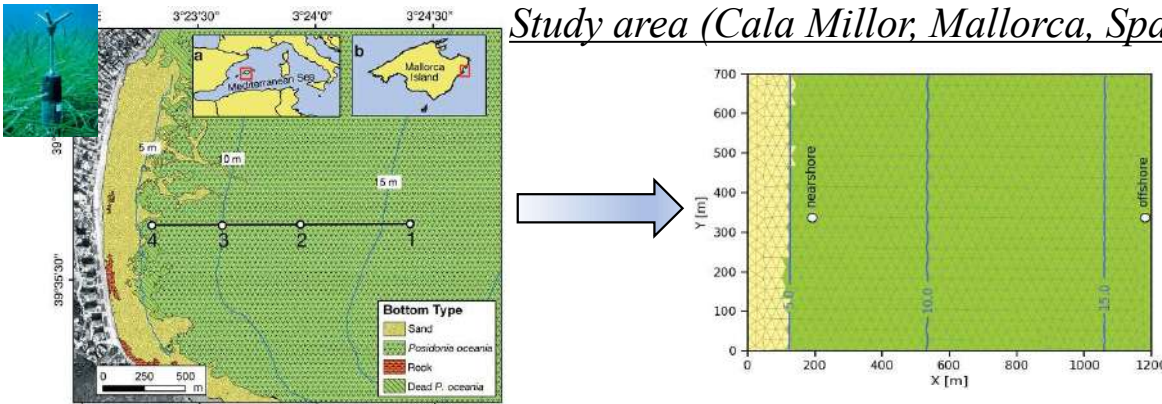 Study area (Cala Millor, Mallorca, Spa
3°23'30"
3°24'0"
3°24'30"
a
Mediterranean Sea
b
Mallorca
Island
5 m
10 m
5 m
4
3
2
1
39°35'30"
Bottom Type
Sand
Posidonia oceania
Rock
Dead P. oceania
0 250 500
m
700
600
500
400
300
200
100
0
Y [m]
nearshore
offshore
5.0
10.0
15.0
0 200 400 600 800 1000 1200
X [m]